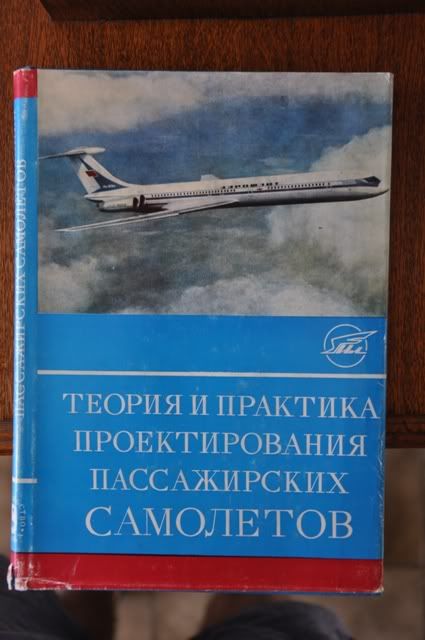 ТЕОРИЯ И ПРАКТИКА
ПРОЕКТИРОВАНИЯ
ПАССАЖИРСКИХ
САМОЛЕТОВ
ПАССАЖИРСКИХ САМОЛЕТОВ